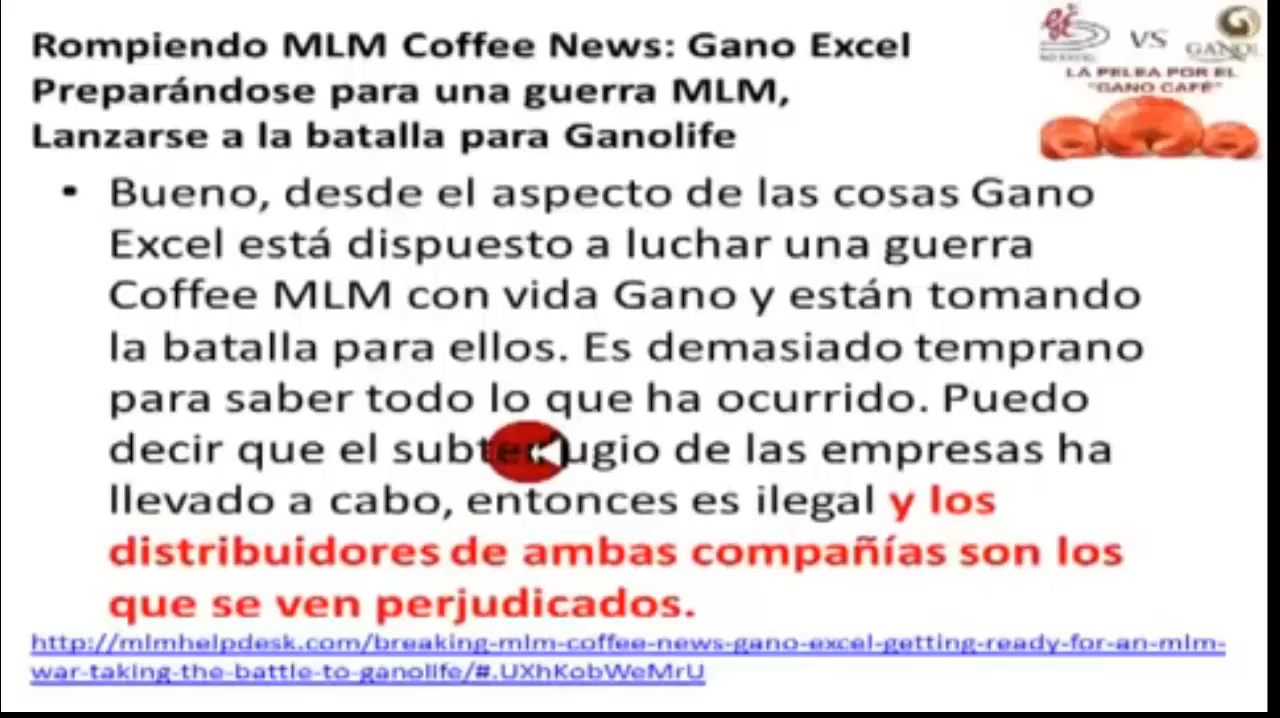 Rompiendo MLM Coffee News: Gano Excel
Preparándose para una guerra MLM,
Lanzarse a la batalla para Ganolife
VS
LA PELEA POR EL
"GANO CAFÉ"
• Bueno, desde el aspecto de las cosas Gano
Excel está dispuesto a luchar una guerra
Coffee MLM con vida Gano y están tomando
la batalla para ellos. Es demasiado temprano
para saber todo lo que ha ocurrido. Puedo
decir que el subterfugio de las empresas ha
llevado a cabo, entonces es ilegal y los
distribuidores de ambas compañías son los
que se ven perjudicados.
http://mlmhelpdesk.com/breaking-mlm-coffee-news-gano-excel-getting-ready-for-an-mlm-
war-taking-the-battle-to-ganolife/#.UXhKobWeMrU